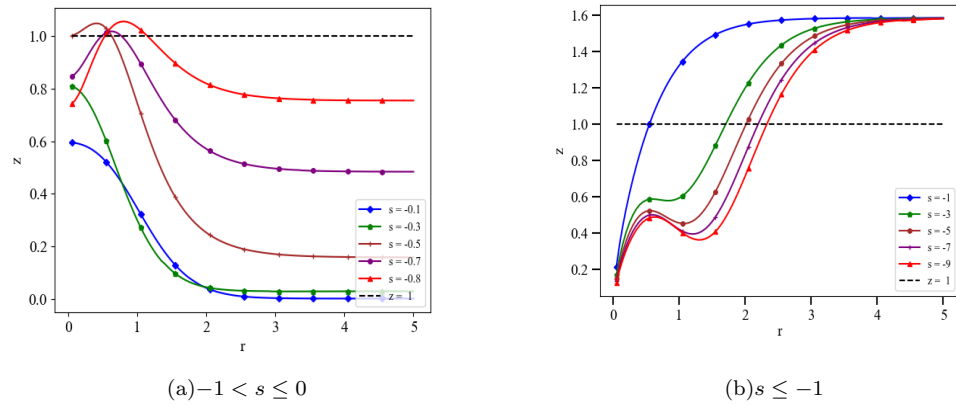 1.0
0.8
0.6
0.4
0.2
0.0
z
s = -0.1
s = -0.3
s = -0.5
s = -0.7
s = -0.8
z = 1
0 1 2 3 4 5
r
(a)−1 < s ≤ 0
1.6
1.4
1.2
1.0
0.8
0.6
0.4
0.2
z
s = -1
s = -3
s = -5
s = -7
s = -9
z = 1
0 1 2 3 4 5
r
(b)s ≤ −1